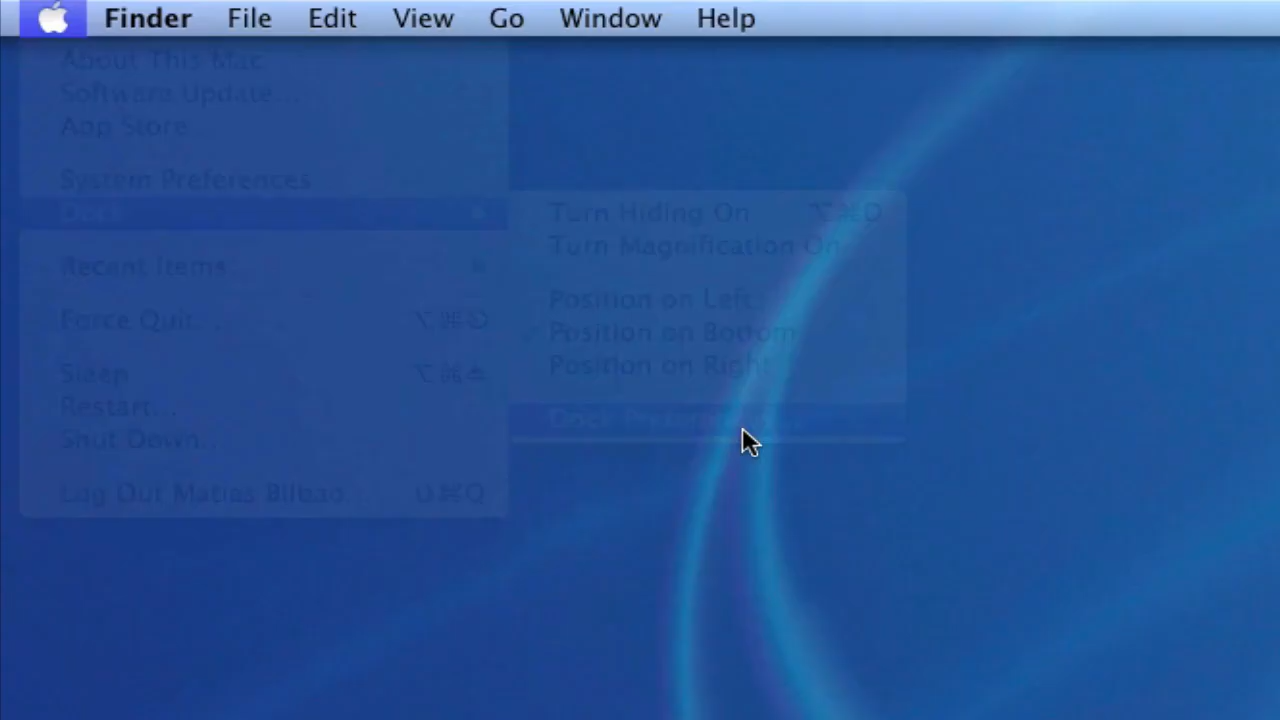 Finder File Edit View Go Window Help
About This Mac
Software Update...
App Store
System Preferences
Dock
Turn Hiding On ⌥⌘D
Turn Magnification On
Recent Items
Position on Left
Force Quit... ⌥⌘⎋
Position on Bottom
Position on Right
Sleep ⌥⌘⏏
Restart...
Dock Preferences
Shut Down...
Log Out Matias Bilbao... ⇧⌘Q